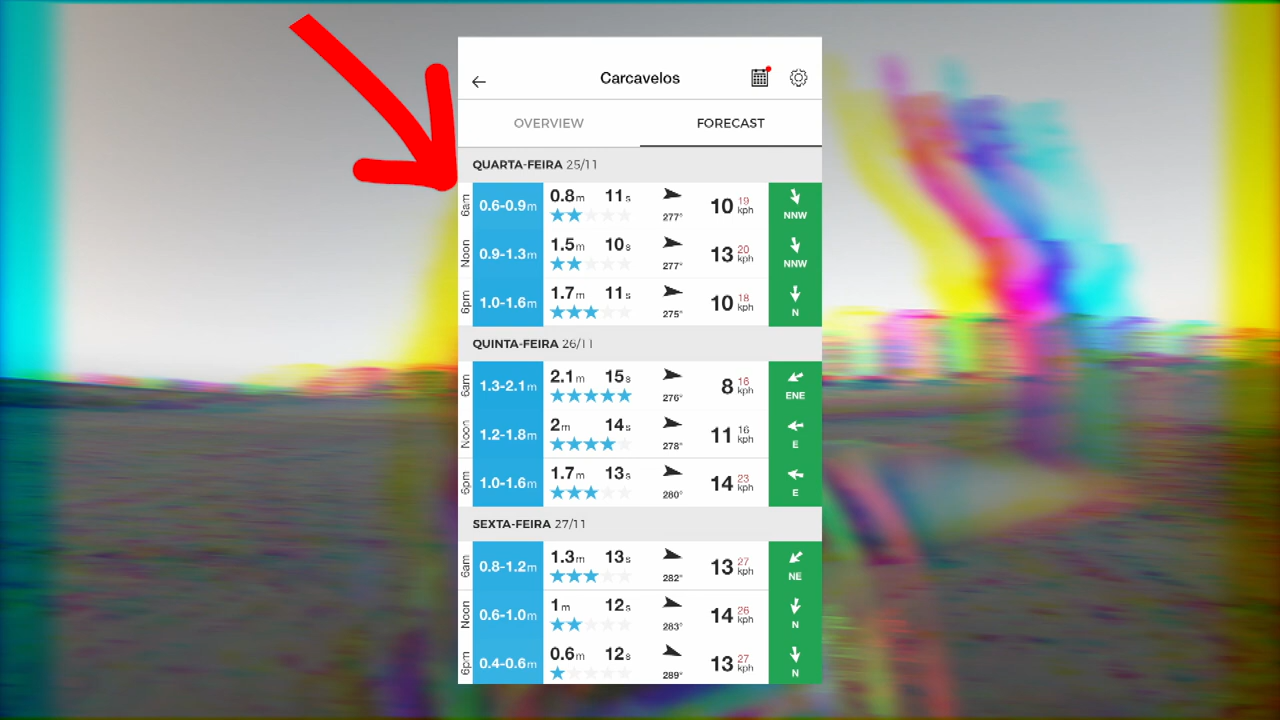 Carcavelos
OVERVIEW FORECAST
QUARTA-FEIRA 25/11
6am 0.6-0.9m 0.8m 11s 277° 10 19 kph NNW
Noon 0.9-1.3m 1.5m 10s 277° 13 20 kph NNW
6pm 1.0-1.6m 1.7m 11s 275° 10 18 kph N
QUINTA-FEIRA 26/11
6am 1.3-2.1m 2.1m 15s 276° 8 16 kph ENE
Noon 1.2-1.8m 2m 14s 278° 11 16 kph E
6pm 1.0-1.6m 1.7m 13s 280° 14 23 kph E
SEXTA-FEIRA 27/11
6am 0.8-1.2m 1.3m 13s 282° 13 27 kph NE
Noon 0.6-1.0m 1m 12s 283° 14 26 kph N
6pm 0.4-0.6m 0.6m 12s 289° 13 27 kph N